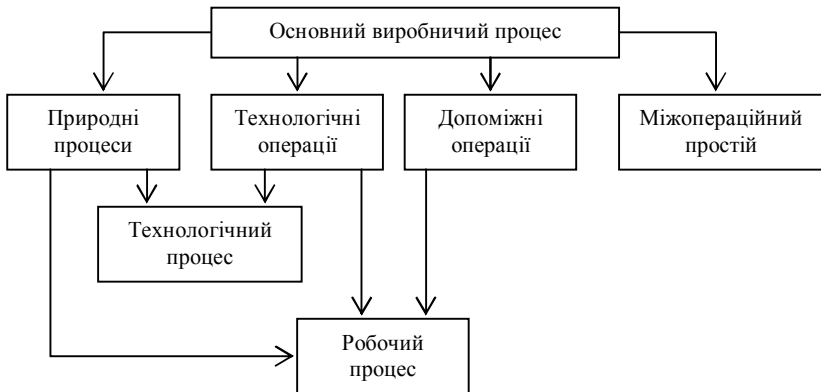 Основний виробничий процес
Природні
процеси
Технологічні
операції
Допоміжні
операції
Міжопераційний
простій
Технологічний
процес
Робочий
процес